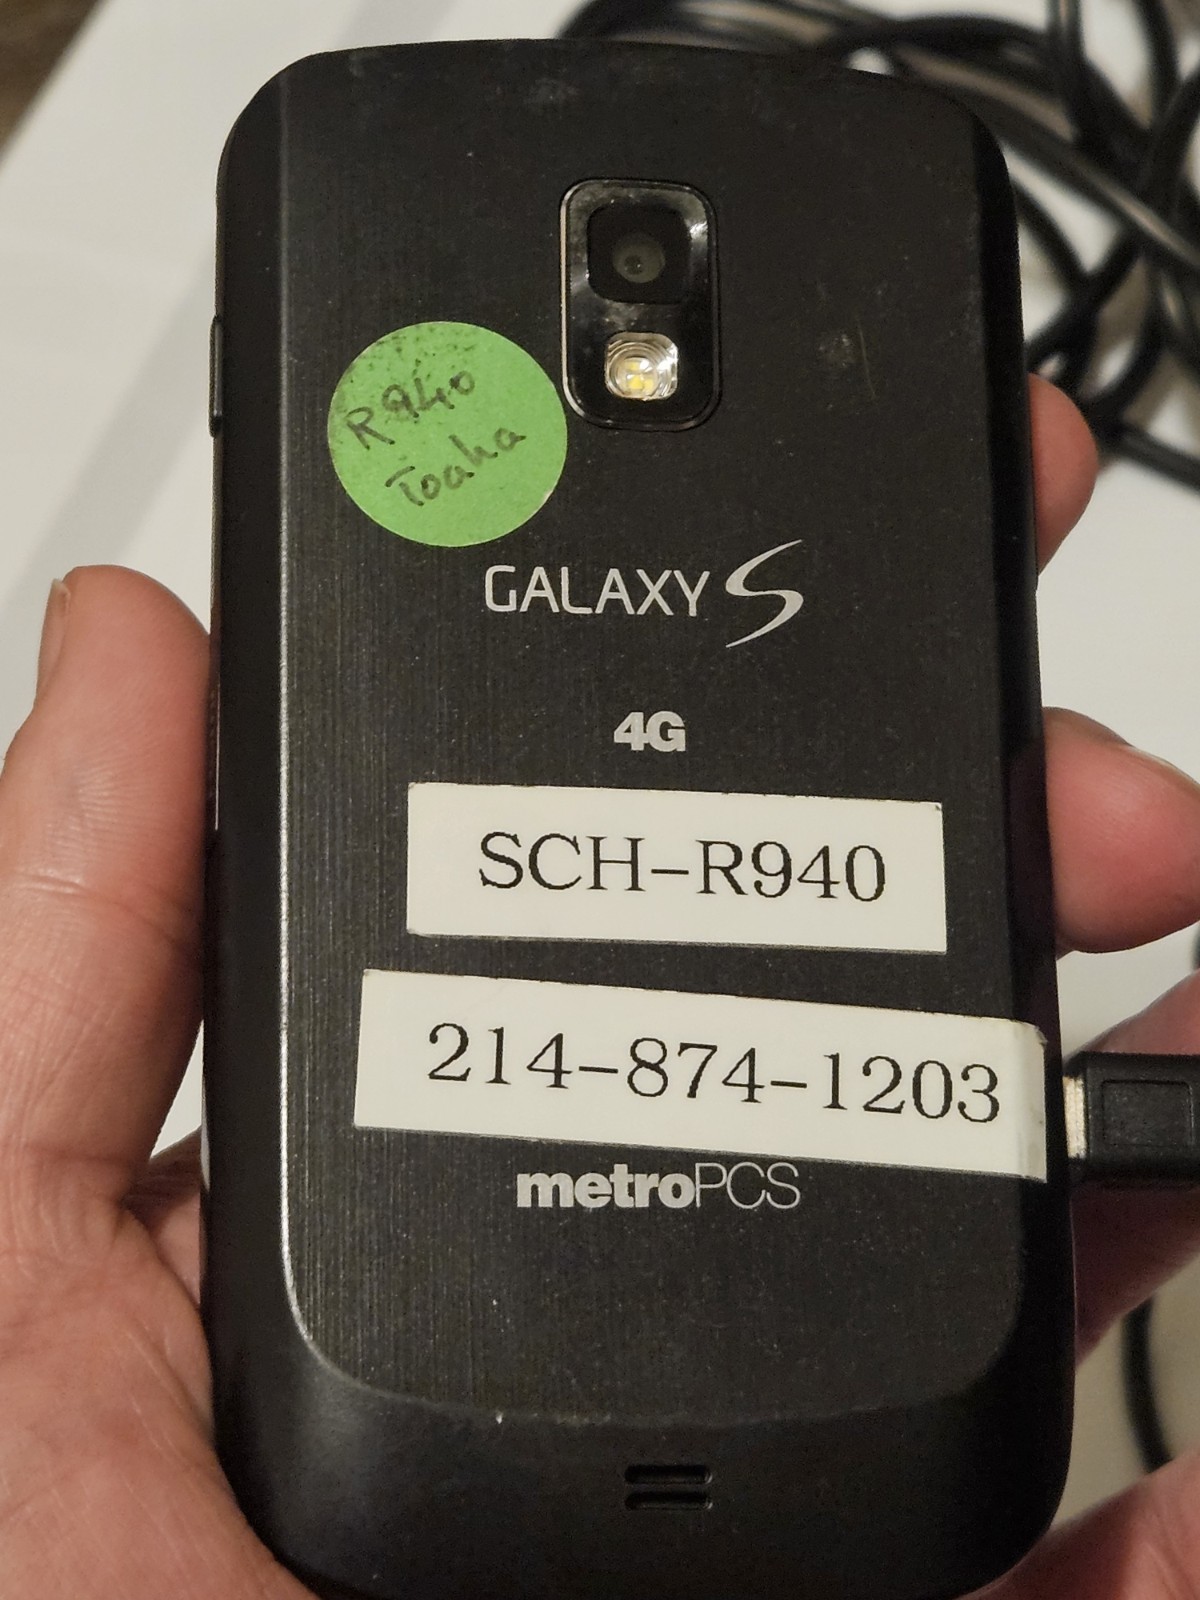 R940
Toaha
GALAXY S
4G
SCH-R940
214-874-1203
metroPCS